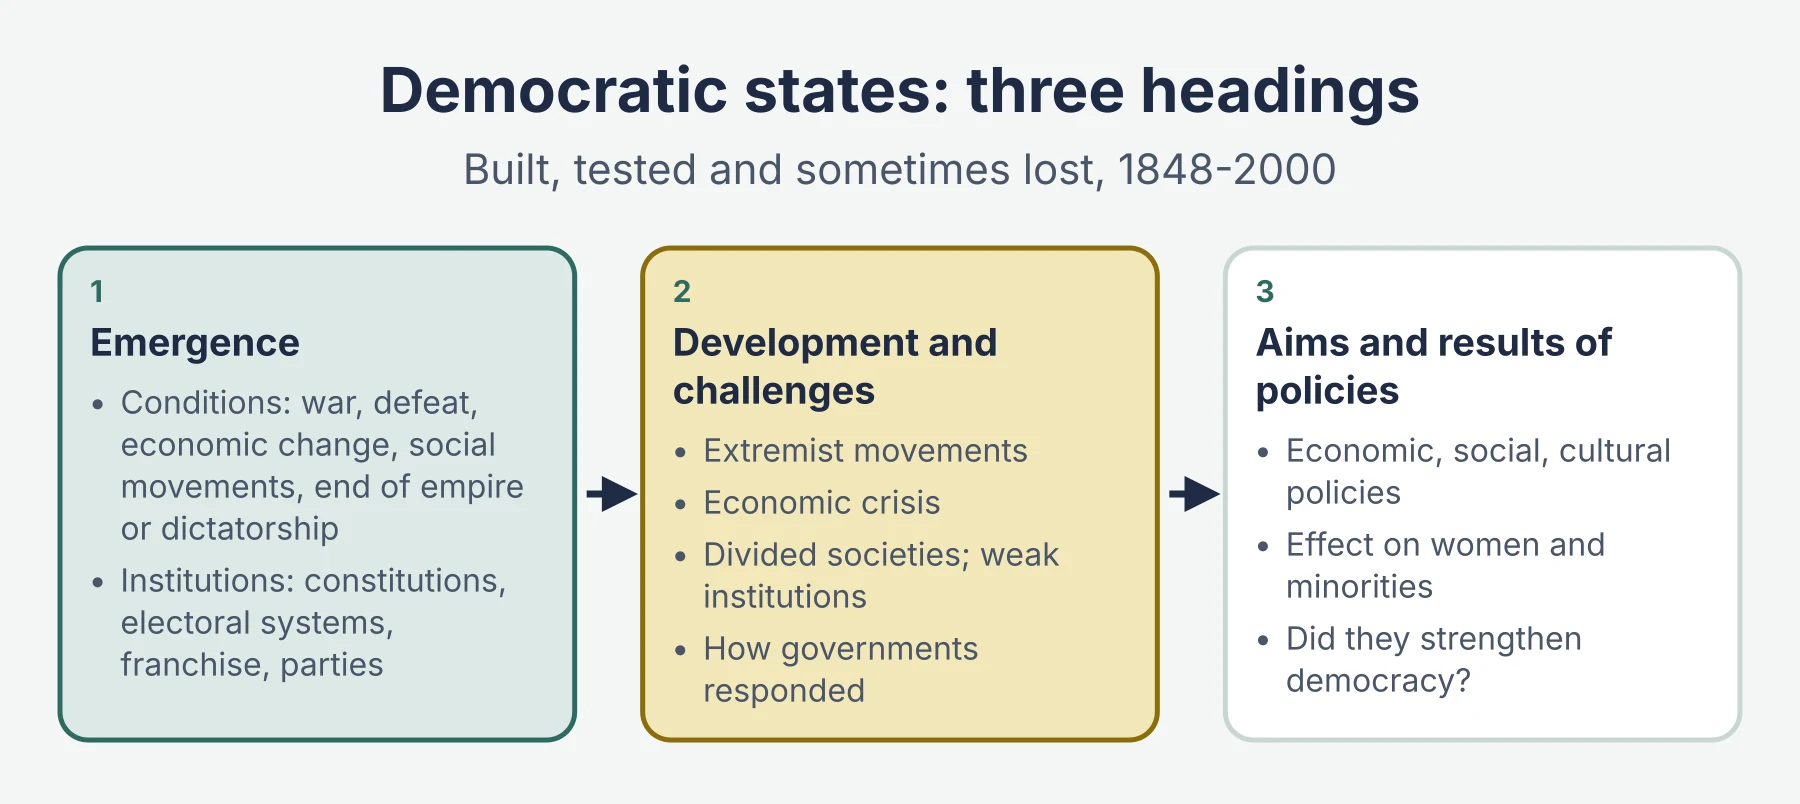 Democratic states: three headings
Built, tested and sometimes lost, 1848-2000
1
Emergence
• Conditions: war, defeat,
economic change, social
movements, end of empire
or dictatorship
• Institutions: constitutions,
electoral systems,
franchise, parties
2
Development and
challenges
• Extremist movements
• Economic crisis
• Divided societies; weak
institutions
• How governments
responded
3
Aims and results of
policies
• Economic, social, cultural
policies
• Effect on women and
minorities
• Did they strengthen
democracy?